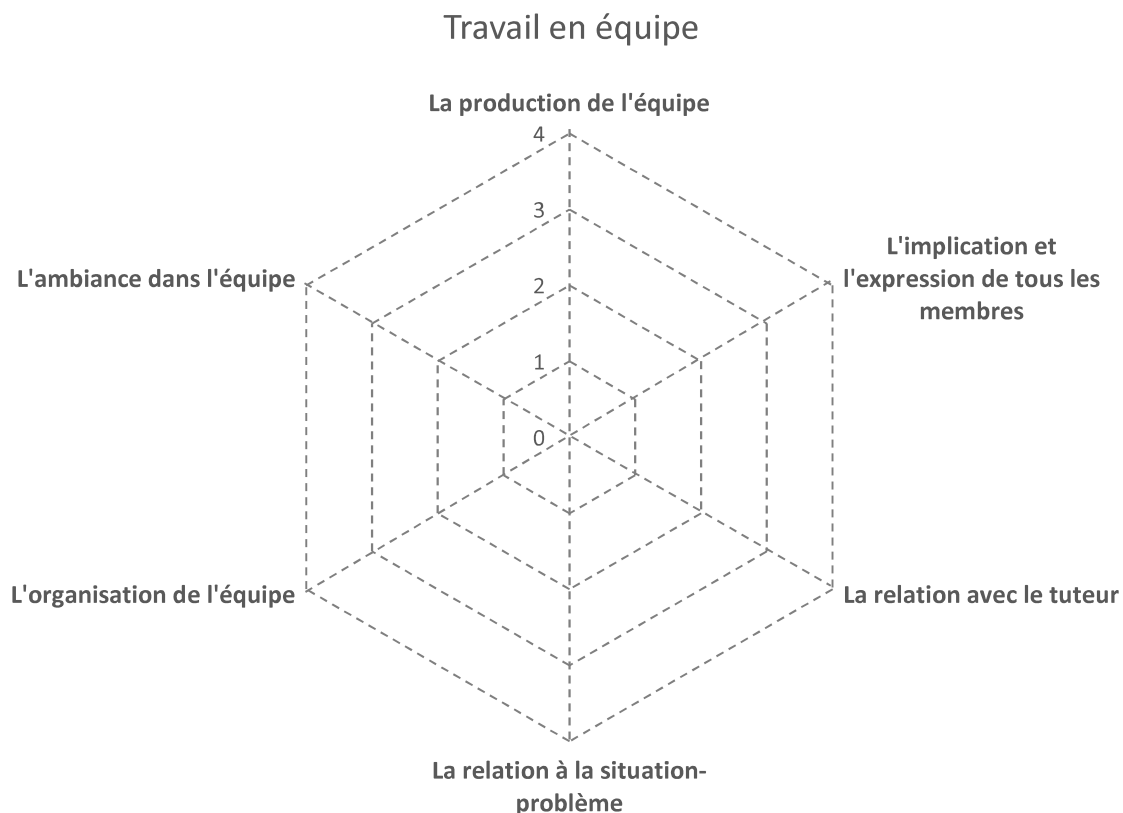 Travail en équipe
La production de l'équipe
4
3
2
1
0
L'implication et
l'expression de tous les
membres
La relation avec le tuteur
La relation à la situation-
problème
L'organisation de l'équipe
L'ambiance dans l'équipe